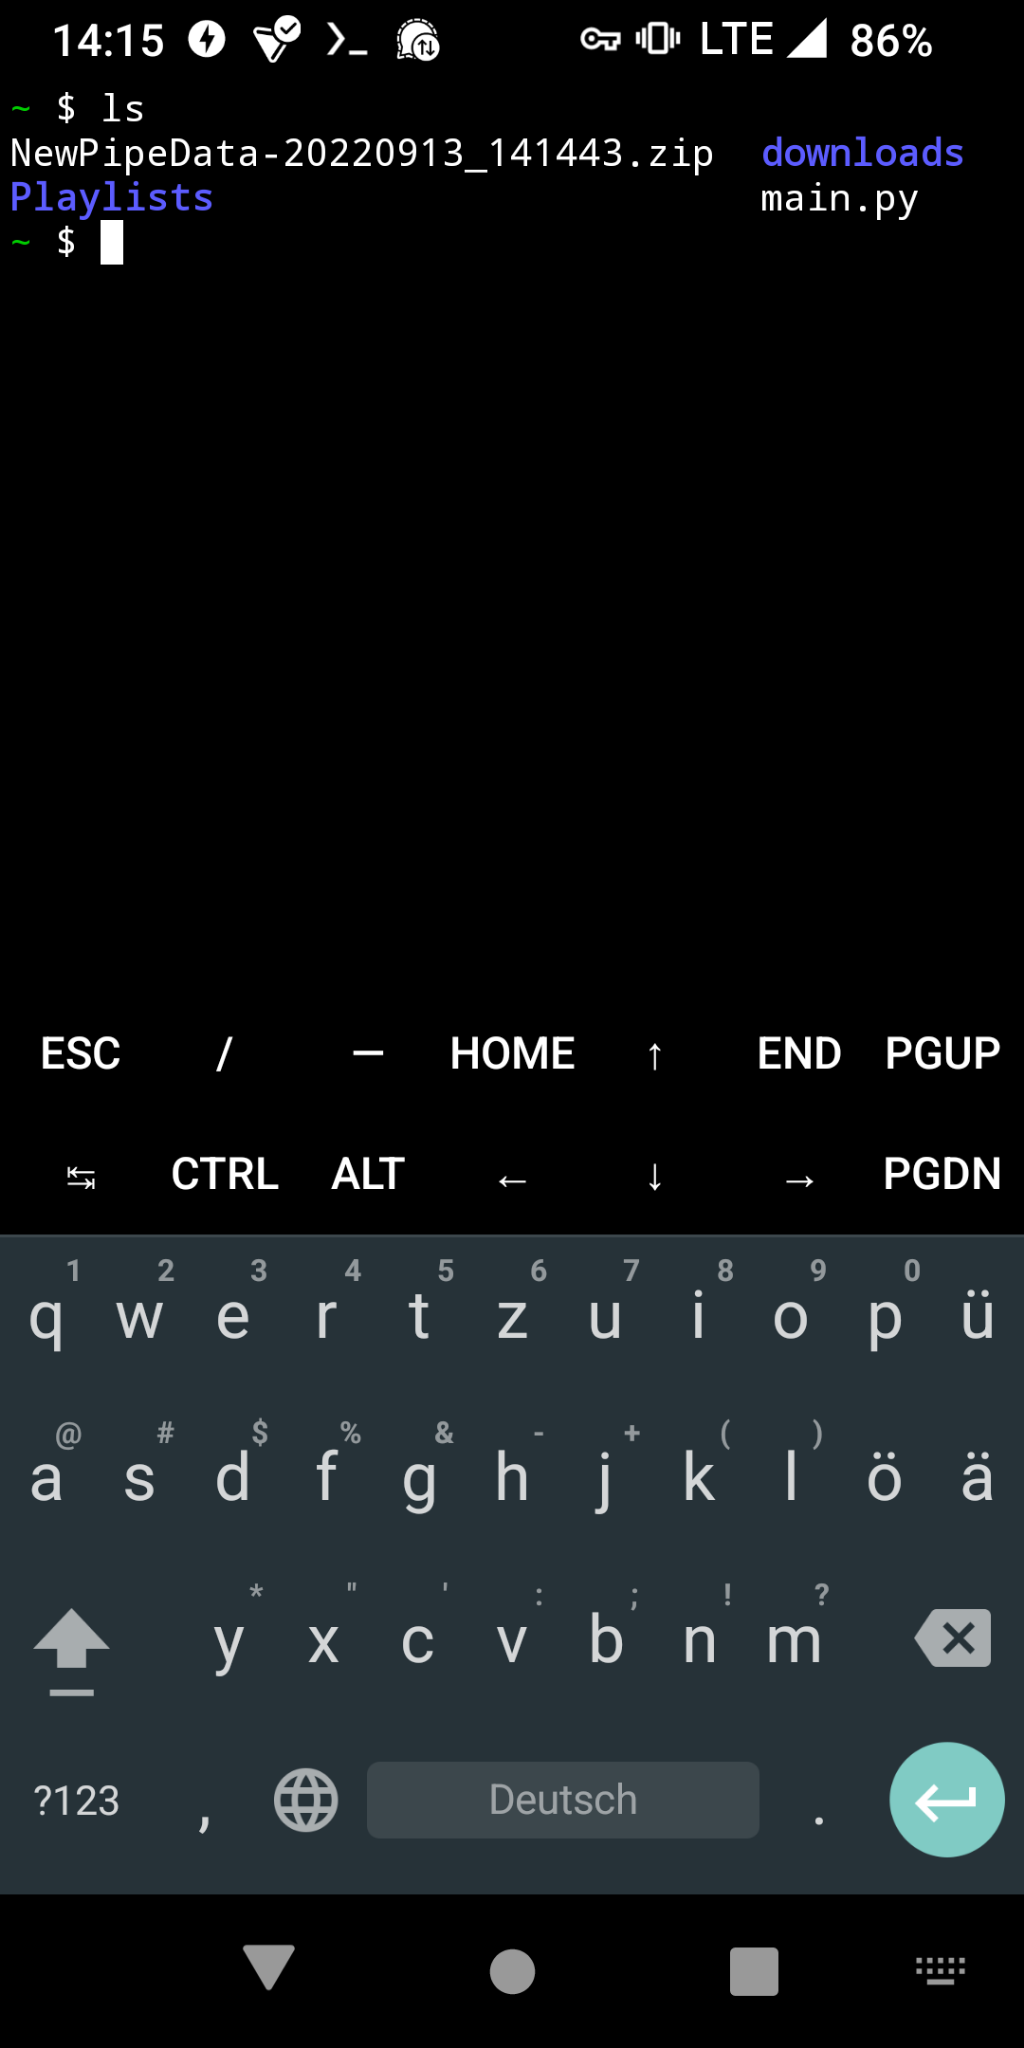 14:15 LTE 86%
~ $ ls
NewPipeData-20220913_141443.zip downloads
Playlists main.py
~ $
ESC / — HOME ↑ END PGUP
↹ CTRL ALT ← ↓ → PGDN
1 2 3 4 5 6 7 8 9 0
q w e r t z u i o p ü
@ # $ % & - + ( )
a s d f g h j k l ö ä
* " ' : ; ! ?
y x c v b n m
?123 , Deutsch .